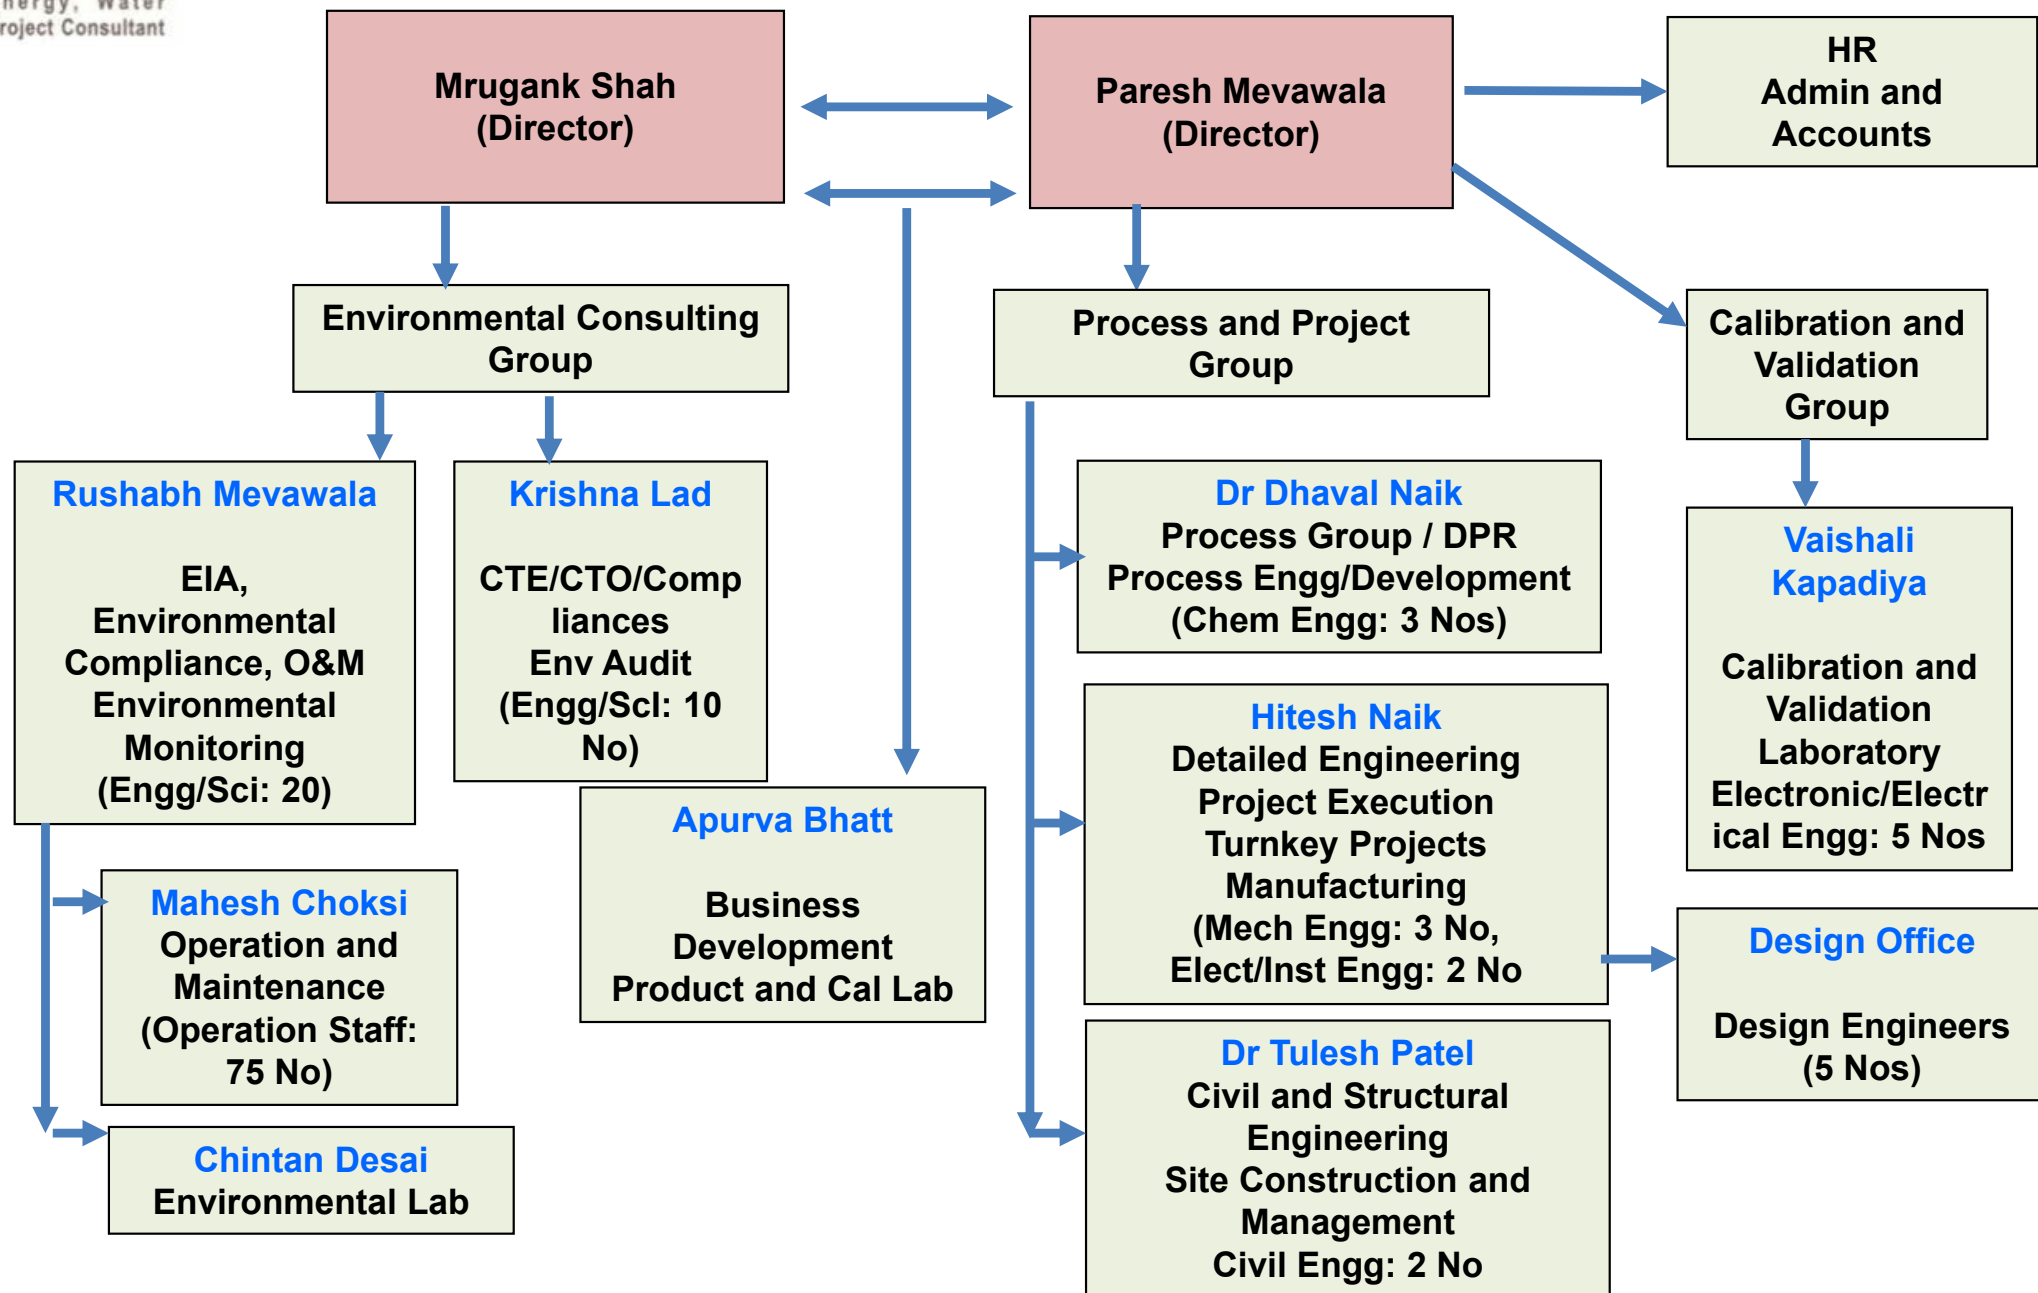 Water
roject Consultant
Mrugank Shah
(Director)
Paresh Mevawala
(Director)
HR
Admin and
Accounts
Environmental Consulting
Group
Process and Project
Group
Calibration and
Validation
Group
Rushabh Mevawala
EIA,
Environmental
Compliance, O&M
Environmental
Monitoring
(Engg/Sci: 20)
Krishna Lad
CTE/CTO/Comp
liances
Env Audit
(Engg/ScI: 10
No)
Apurva Bhatt
Business
Development
Product and Cal Lab
Dr Dhaval Naik
Process Group / DPR
Process Engg/Development
(Chem Engg: 3 Nos)
Hitesh Naik
Detailed Engineering
Project Execution
Turnkey Projects
Manufacturing
(Mech Engg: 3 No,
Elect/Inst Engg: 2 No
Dr Tulesh Patel
Civil and Structural
Engineering
Site Construction and
Management
Civil Engg: 2 No
Vaishali
Kapadiya
Calibration and
Validation
Laboratory
Electronic/Electr
ical Engg: 5 Nos
Design Office
Design Engineers
(5 Nos)
Mahesh Choksi
Operation and
Maintenance
(Operation Staff:
75 No)
Chintan Desai
Environmental Lab